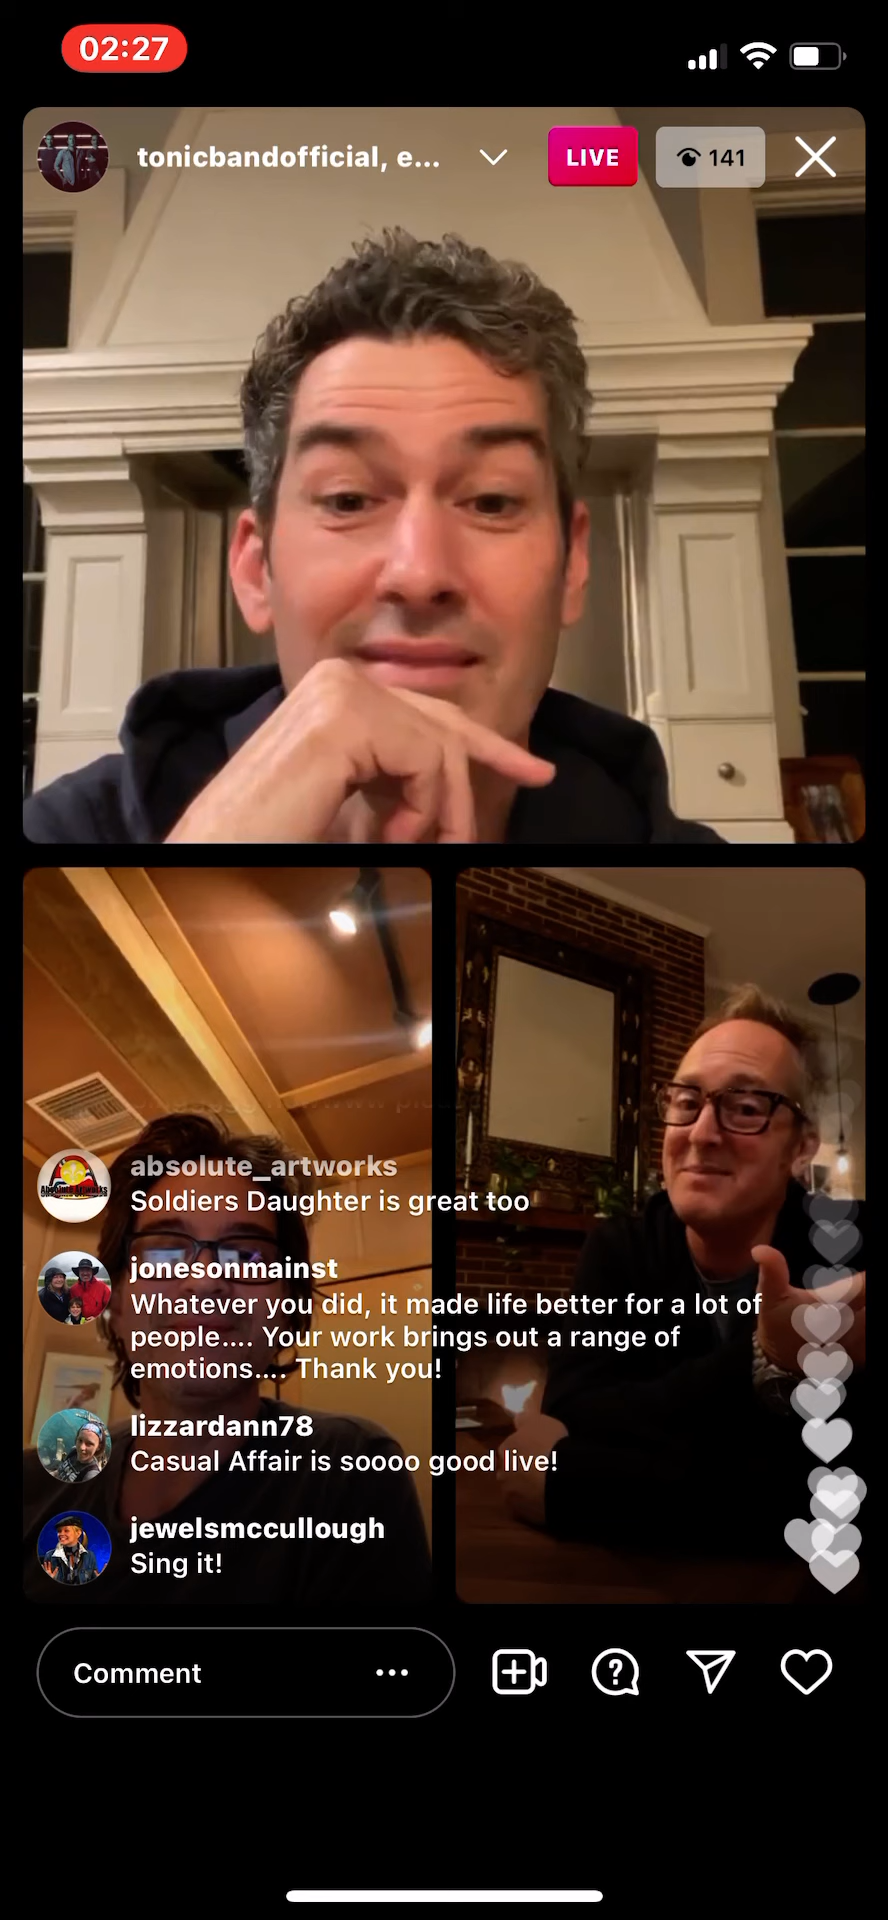 02:27
tonicbandofficial, e...
LIVE
141
absolute_artworks
Soldiers Daughter is great too
jonesonmainst
Whatever you did, it made life better for a lot of
people.... Your work brings out a range of
emotions.... Thank you!
lizzardann78
Casual Affair is soooo good live!
jewelsmccullough
Sing it!
Comment